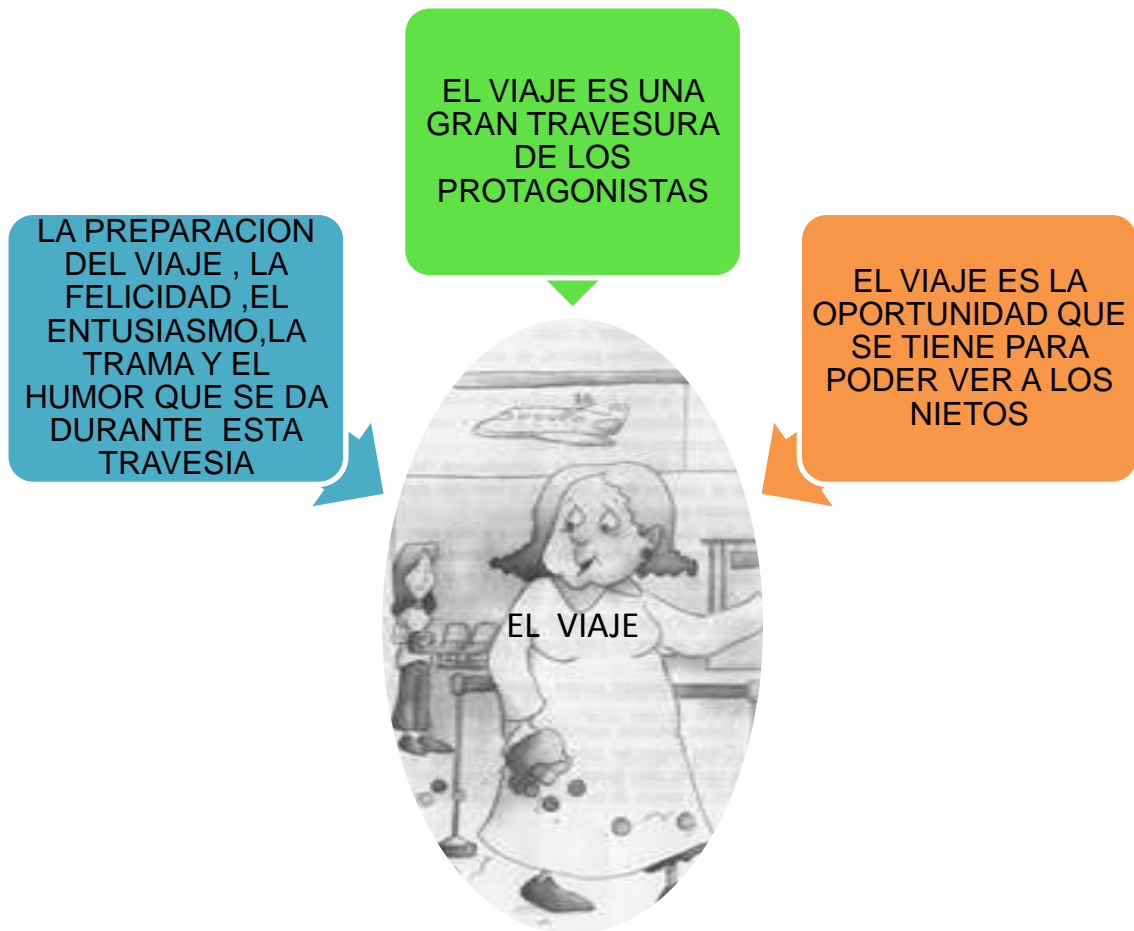 EL VIAJE ES UNA
GRAN TRAVESURA
DE LOS
PROTAGONISTAS
LA PREPARACION
DEL VIAJE , LA
FELICIDAD ,EL
ENTUSIASMO,LA
TRAMA Y EL
HUMOR QUE SE DA
DURANTE ESTA
TRAVESIA
EL VIAJE ES LA
OPORTUNIDAD QUE
SE TIENE PARA
PODER VER A LOS
NIETOS
EL VIAJE